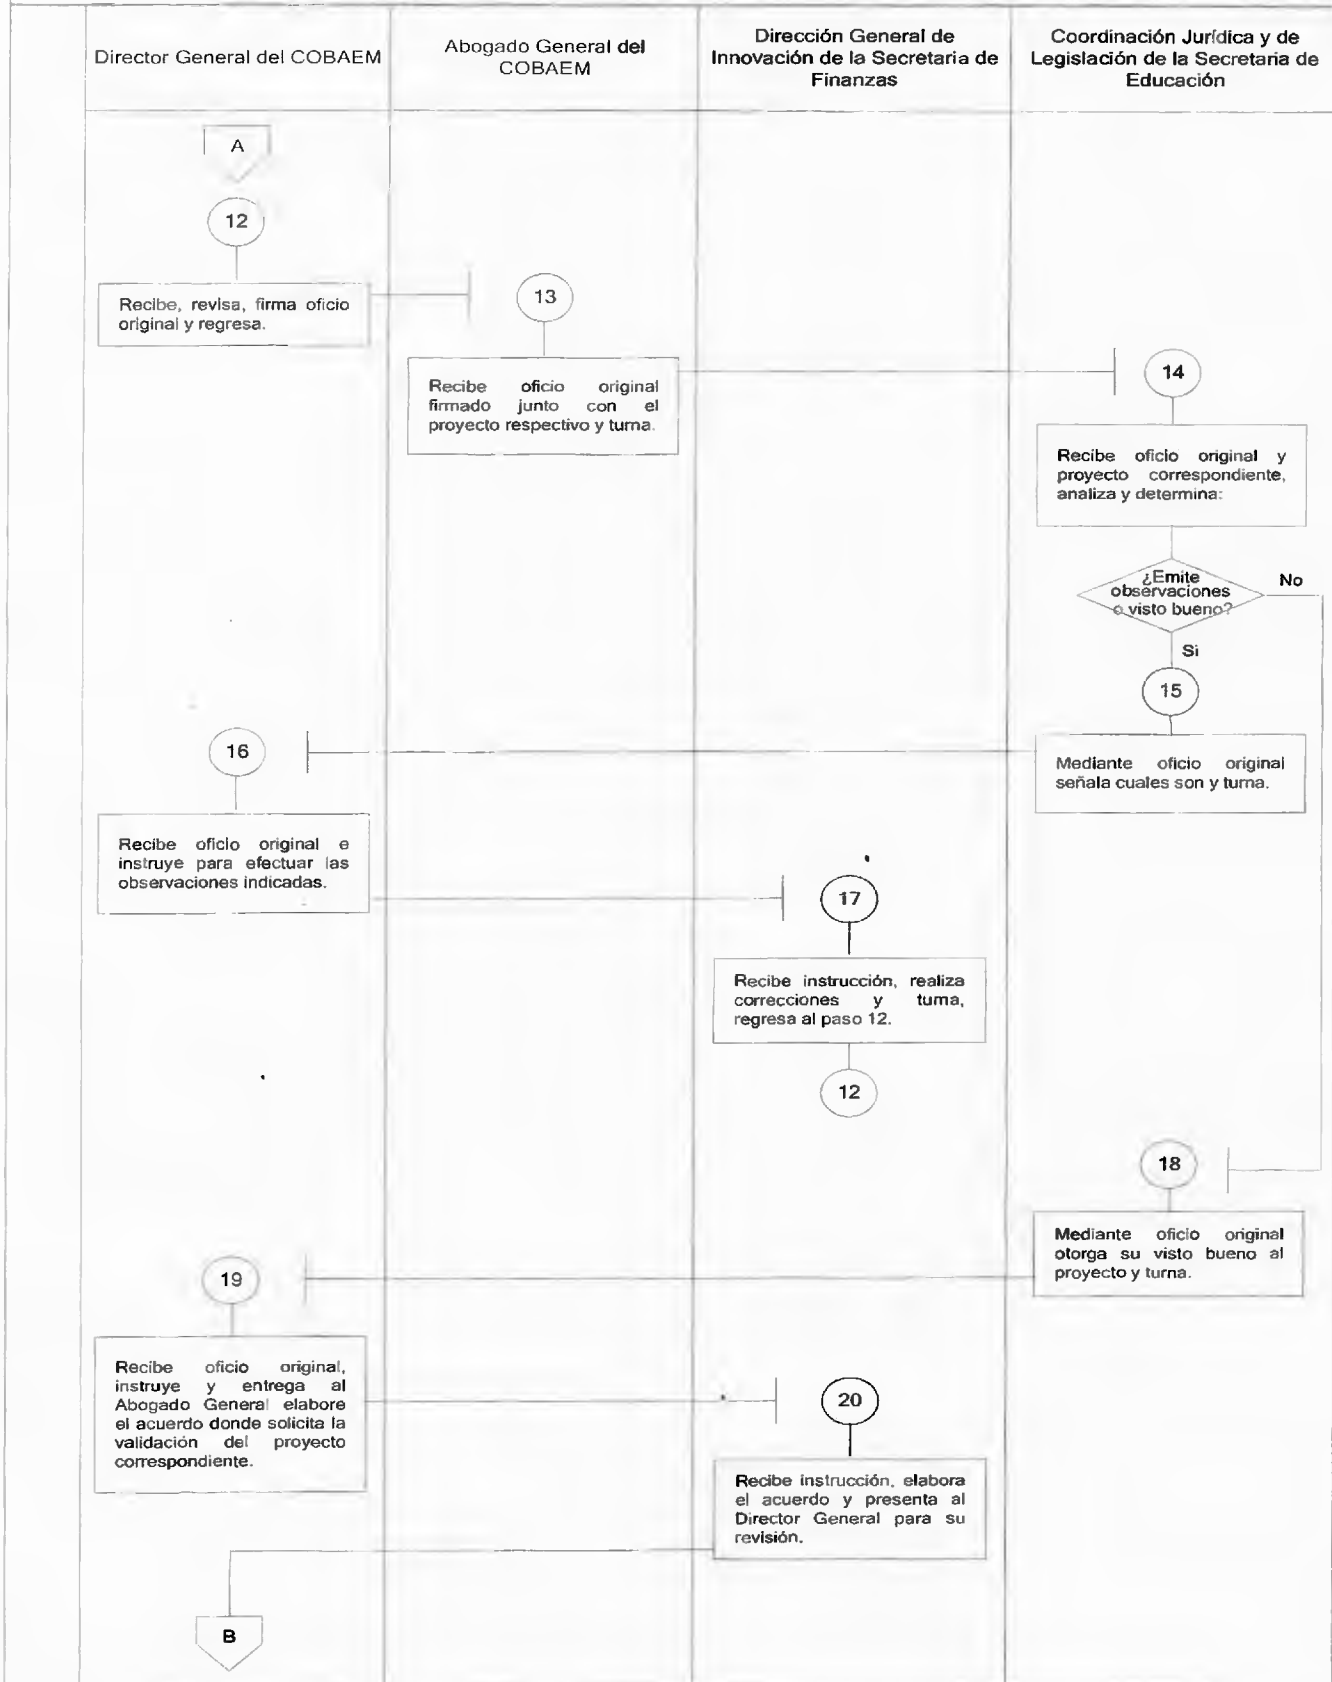 Director General del COBAEM
Abogado General del
COBAEM
Dirección General de
Innovación de la Secretaria de
Finanzas
Coordinación Jurídica y de
Legislación de la Secretaria de
Educación
A
12
Recibe, revisa, firma oficio
original y regresa.
13
Recibe oficio original
firmado junto con el
proyecto respectivo y turna.
14
Recibe oficio original y
proyecto correspondiente,
analiza y determina:
¿Emite
observaciones
o visto bueno?
No
Si
15
Mediante oficio original
señala cuales son y turna.
16
Recibe oficio original e
instruye para efectuar las
observaciones indicadas.
17
Recibe instrucción, realiza
correcciones y turna,
regresa al paso 12.
12
18
Mediante oficio original
otorga su visto bueno al
proyecto y turna.
19
Recibe oficio original,
instruye y entrega al
Abogado General elabore
el acuerdo donde solicita la
validación del proyecto
correspondiente.
20
Recibe instrucción, elabora
el acuerdo y presenta al
Director General para su
revisión.
B